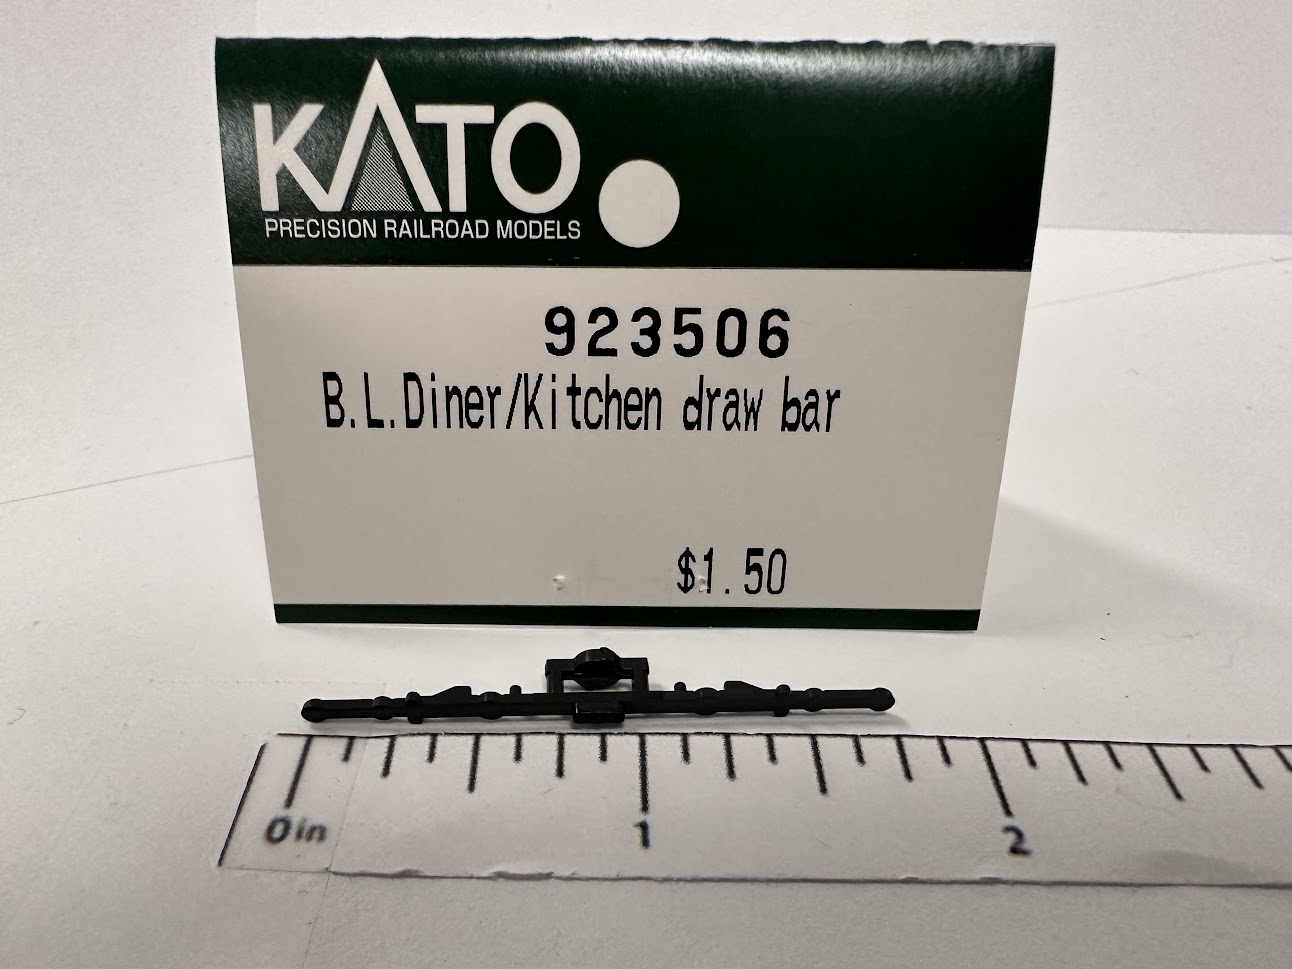 KATO
PRECISION RAILROAD MODELS
923506
B.L.Diner/Kitchen draw bar
$1.50
0in 1 2